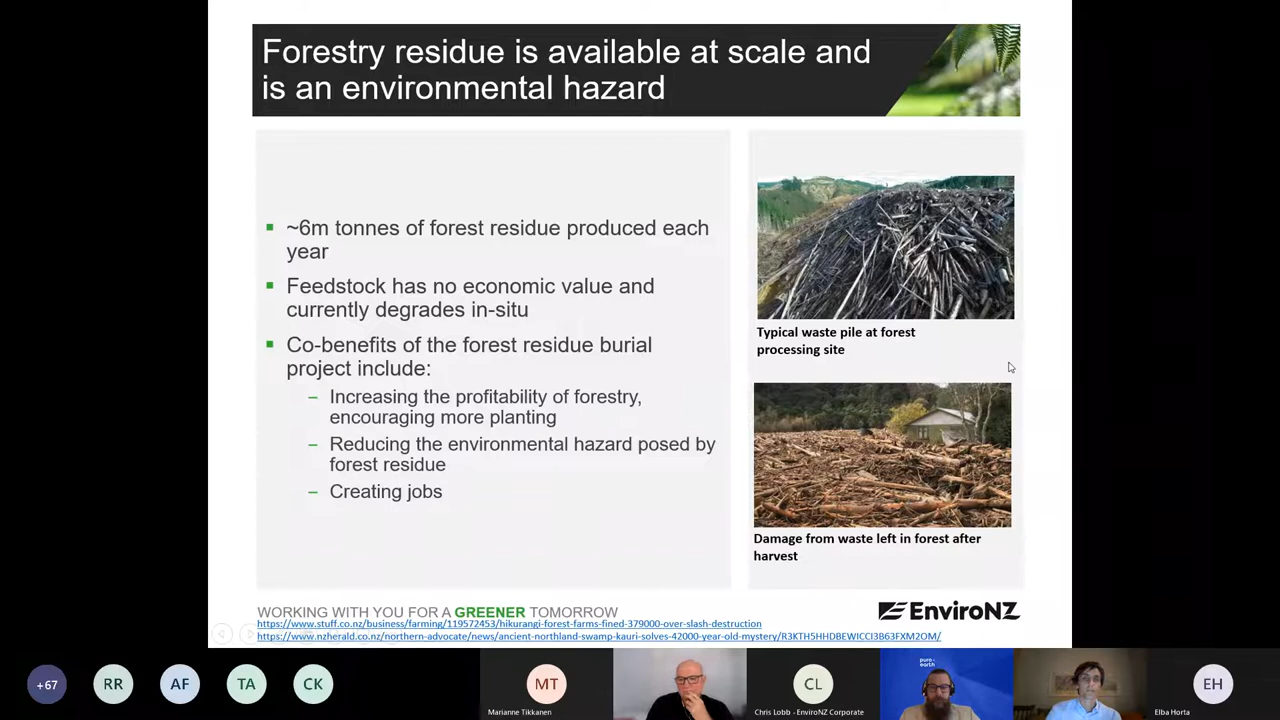 Forestry residue is available at scale and
is an environmental hazard
▪ ~6m tonnes of forest residue produced each
year
▪ Feedstock has no economic value and
currently degrades in-situ
▪ Co-benefits of the forest residue burial
project include:
– Increasing the profitability of forestry,
encouraging more planting
– Reducing the environmental hazard posed by
forest residue
– Creating jobs
Typical waste pile at forest
processing site
Damage from waste left in forest after
harvest
WORKING WITH YOU FOR A GREENER TOMORROW
EnviroNZ
https://www.stuff.co.nz/business/farming/119572453/hikurangi-forest-farms-fined-379000-over-slash-destruction
https://www.nzherald.co.nz/northern-advocate/news/ancient-northland-swamp-kauri-solves-42000-year-old-mystery/R3KTH5HHDBEWICCI3B63FXM2OM/
+67
RR
AF
TA
CK
MT
Marianne Tikkanen
CL
Chris Lobb - EnviroNZ Corporate
puro·earth
EH
Elba Horta